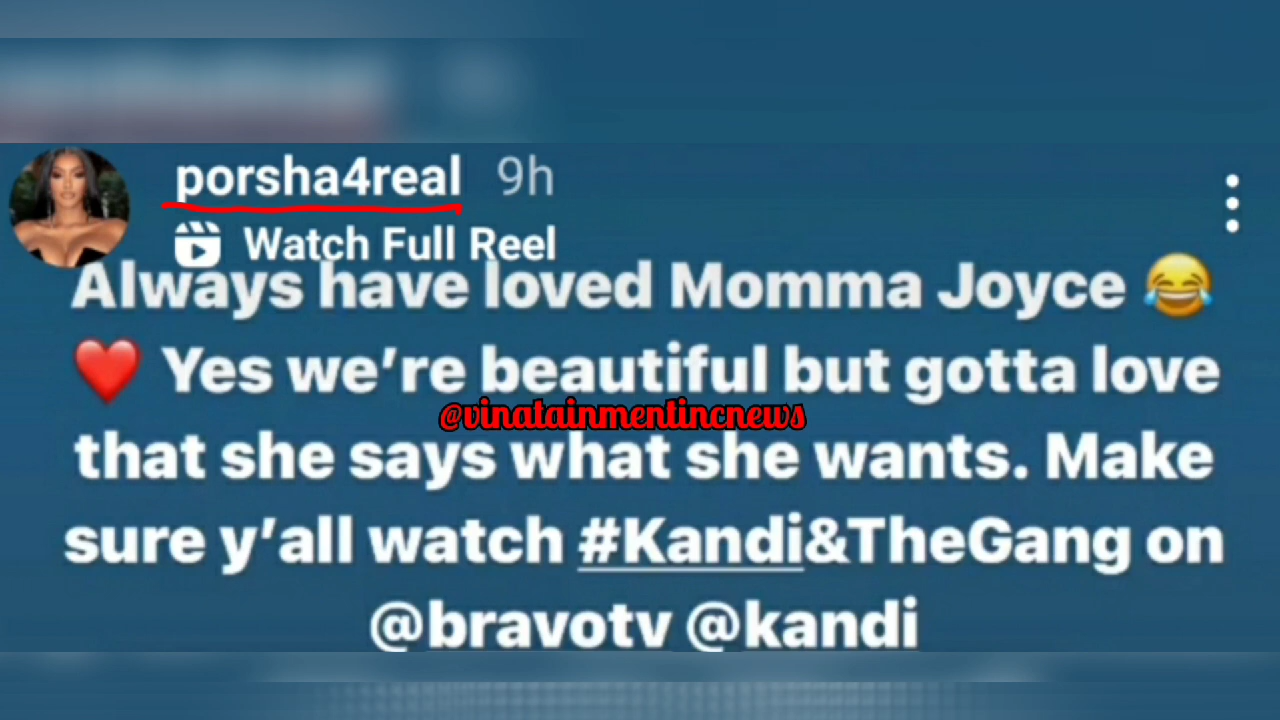 porsha4real 9h
Watch Full Reel
Always have loved Momma Joyce 😂
❤️ Yes we’re beautiful but gotta love
@vinatainmentincnews
that she says what she wants. Make
sure y’all watch #Kandi&TheGang on
@bravotv @kandi